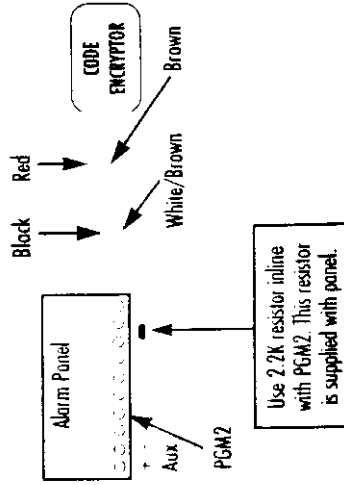 Alarm Panel
Aux
PGM2
Use 2.2K resistor inline
with PGM2. This resistor
is supplied with panel.
Black
Red
White/Brown
Brown
CODE
ENCRYPTOR